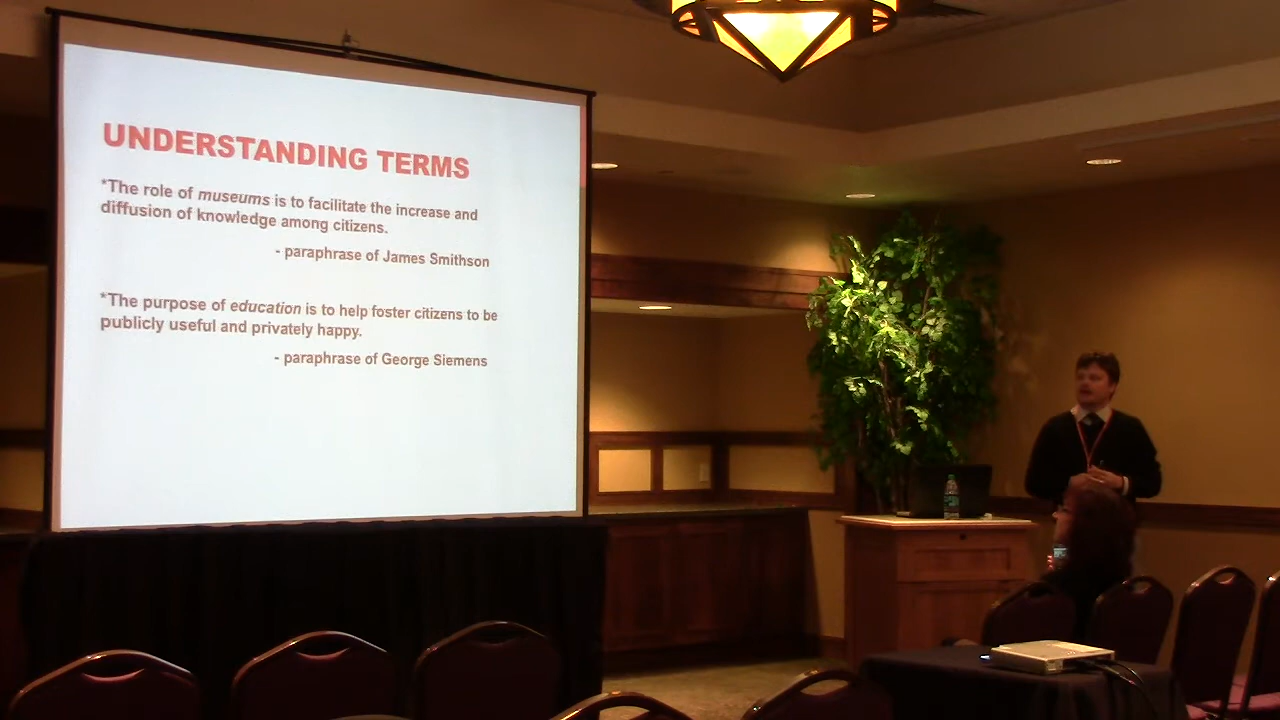 UNDERSTANDING TERMS
*The role of museums is to facilitate the increase and
diffusion of knowledge among citizens.
- paraphrase of James Smithson
*The purpose of education is to help foster citizens to be
publicly useful and privately happy.
- paraphrase of George Siemens